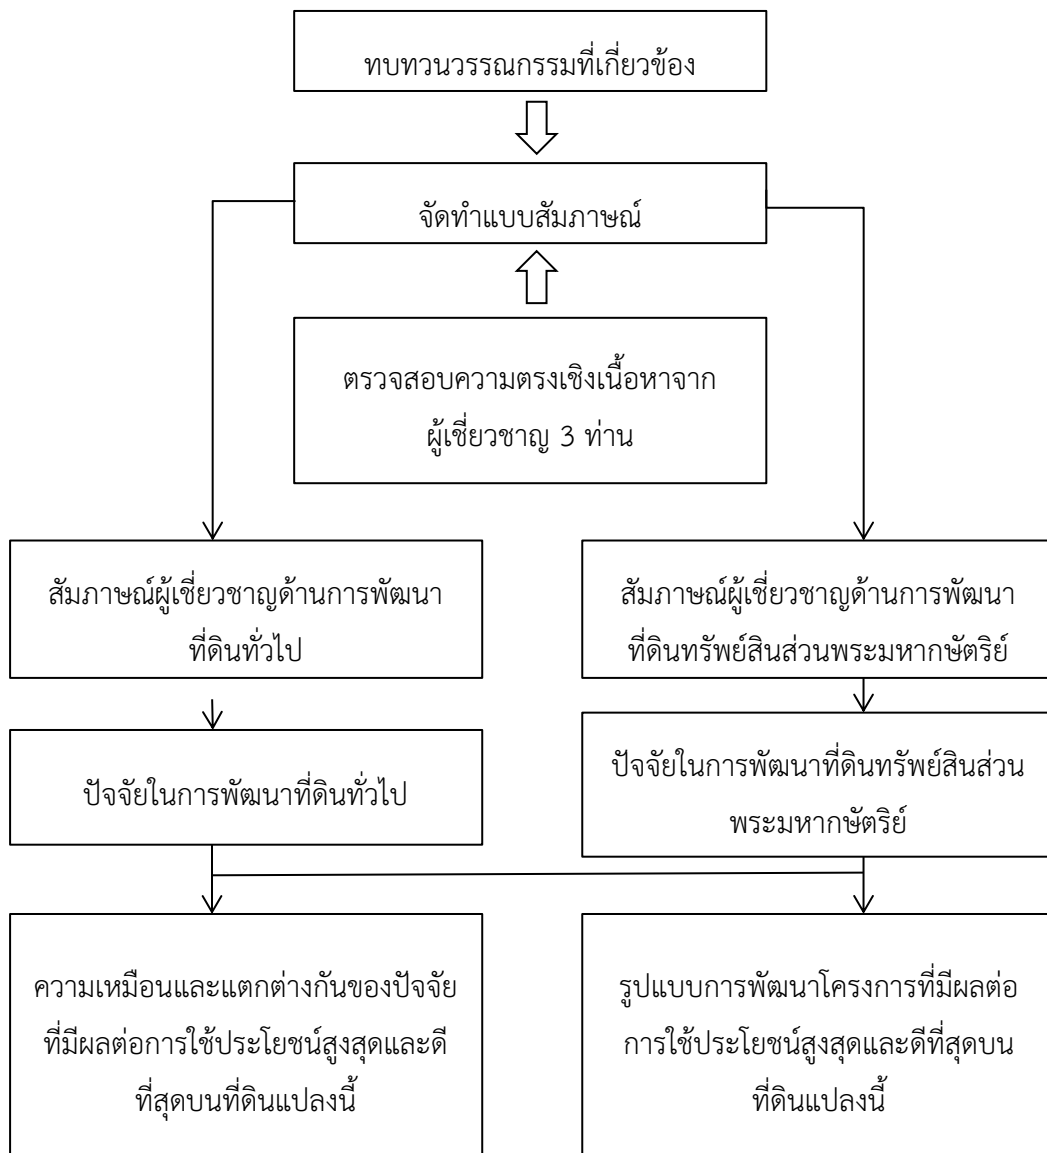 ทบทวนวรรณกรรมที่เกี่ยวข้อง
จัดทำแบบสัมภาษณ์
ตรวจสอบความตรงเชิงเนื้อหาจาก
ผู้เชี่ยวชาญ 3 ท่าน
สัมภาษณ์ผู้เชี่ยวชาญด้านการพัฒนา
ที่ดินทั่วไป
สัมภาษณ์ผู้เชี่ยวชาญด้านการพัฒนา
ที่ดินทรัพย์สินส่วนพระมหากษัตริย์
ปัจจัยในการพัฒนาที่ดินทั่วไป
ปัจจัยในการพัฒนาที่ดินทรัพย์สินส่วน
พระมหากษัตริย์
ความเหมือนและแตกต่างกันของปัจจัย
ที่มีผลต่อการใช้ประโยชน์สูงสุดและดี
ที่สุดบนที่ดินแปลงนี้
รูปแบบการพัฒนาโครงการที่มีผลต่อ
การใช้ประโยชน์สูงสุดและดีที่สุดบน
ที่ดินแปลงนี้